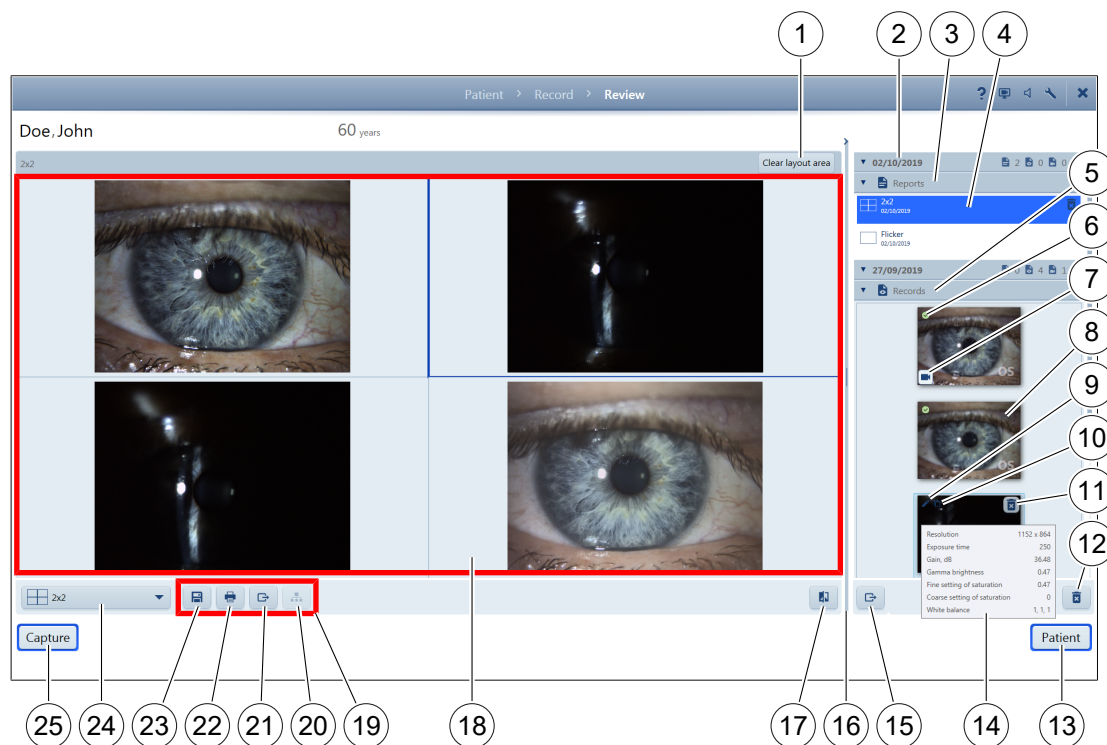 1 2 3 4
Patient > Record > Review
?
Doe, John 60 years
2x2 Clear layout area
02/10/2019 2 0 0
Reports
5
2x2
02/10/2019
6
Flicker
02/10/2019
27/09/2019 0 4 1
7
Records
8
OS
9
OS
10
11
Resolution 1152 x 864
Exposure time 250
Gain, dB 36.48
12
Gamma brightness 0.47
Fine setting of saturation 0.47
Coarse setting of saturation 0
White balance 1, 1, 1
2x2
Capture Patient
25 24 23 22 21 20 19 18 17 16 15 14 13